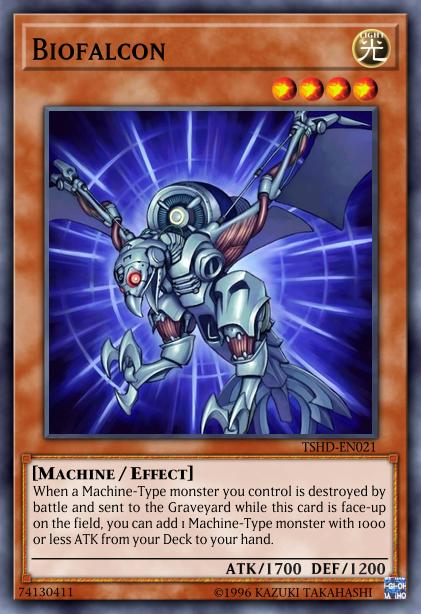 BIOFALCON
LIGHT
光
TSHD-EN021
[MACHINE / EFFECT]
When a Machine-Type monster you control is destroyed by
battle and sent to the Graveyard while this card is face-up
on the field, you can add 1 Machine-Type monster with 1000
or less ATK from your Deck to your hand.
ATK/1700 DEF/1200
74130411
©1996 KAZUKI TAKAHASHI